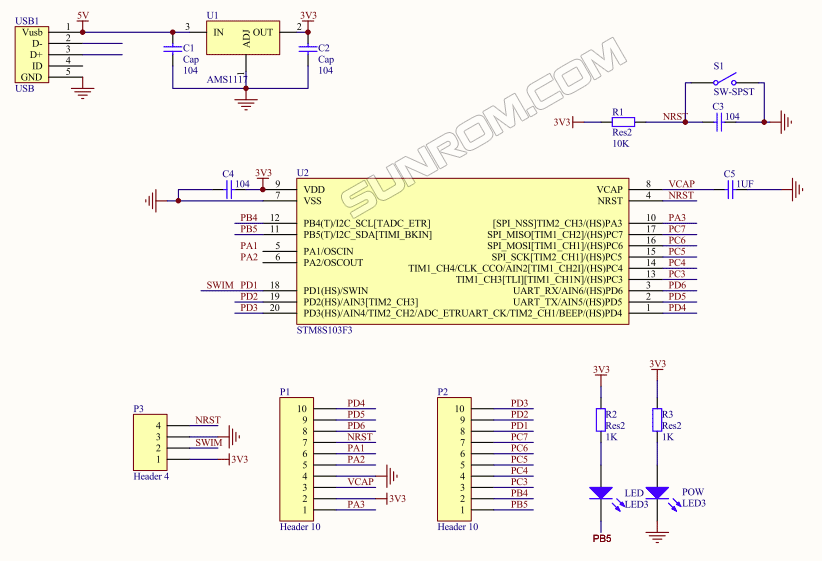 USB1
Vusb 1
D- 2
D+ 3
ID 4
GND 5
USB
5V
C1
Cap
104
U1
3 IN OUT 2
ADJ
1
AMS1117
3V3
C2
Cap
104
SUNROM.COM
S1
SW-SPST
3V3
R1
Res2
10K
NRST
C3
104
C4
104
3V3
U2
9 VDD
7 VSS
PB4 12 PB4(T)/I2C_SCL[TADC_ETR]
PB5 11 PB5(T)/I2C_SDA[TIMI_BKIN]
PA1 5 PA1/OSCIN
PA2 6 PA2/OSCOUT
SWIM PD1 18 PD1(HS)/SWIN
PD2 19 PD2(HS)/AIN3[TIM2_CH3]
PD3 20 PD3(HS)/AIN4/TIM2_CH2/ADC_ETRUART_CK/TIM2_CH1/BEEP/(HS)PD4 1 PD4
VCAP 8 VCAP
NRST 4 NRST
[SPI_NSS]TIM2_CH3/(HS)PA3 10 PA3
SPI_MISO[TIM1_CH2]/(HS)PC7 17 PC7
SPI_MOSI[TIM1_CH1]/(HS)PC6 16 PC6
SPI_SCK[TIM2_CH1]/(HS)PC5 15 PC5
TIM1_CH4/CLK_CCO/AIN2[TIM1_CH2I]/(HS)PC4 14 PC4
TIM1_CH3[TLI][TIM1_CH1N]/(HS)PC3 13 PC3
UART_RX/AIN6/(HS)PD6 3 PD6
UART_TX/AIN5/(HS)PD5 2 PD5
STM8S103F3
C5
1UF
P3
4 NRST
3
2 SWIM
1 3V3
Header 4
P1
10 PD4
9 PD5
8 PD6
7 NRST
6 PA1
5 PA2
4
3 VCAP
2 3V3
1 PA3
Header 10
P2
10 PD3
9 PD2
8 PD1
7 PC7
6 PC6
5 PC5
4 PC4
3 PC3
2 PB4
1 PB5
Header 10
3V3
R2
Res2
1K
LED
LED3
PB5
3V3
R3
Res2
1K
POW
LED3